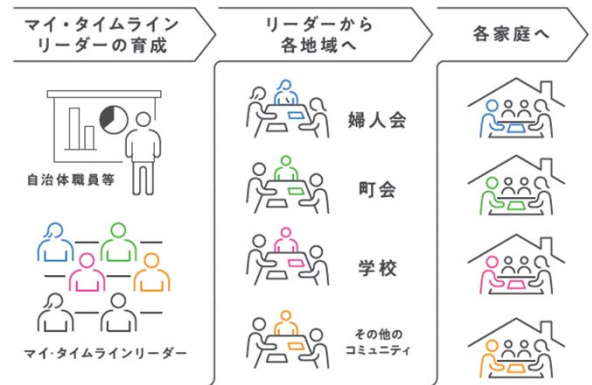 マイ・タイムライン
リーダーの育成
自治体職員等
マイ・タイムラインリーダー
リーダーから
各地域へ
婦人会
町会
学校
その他の
コミュニティ
各家庭へ